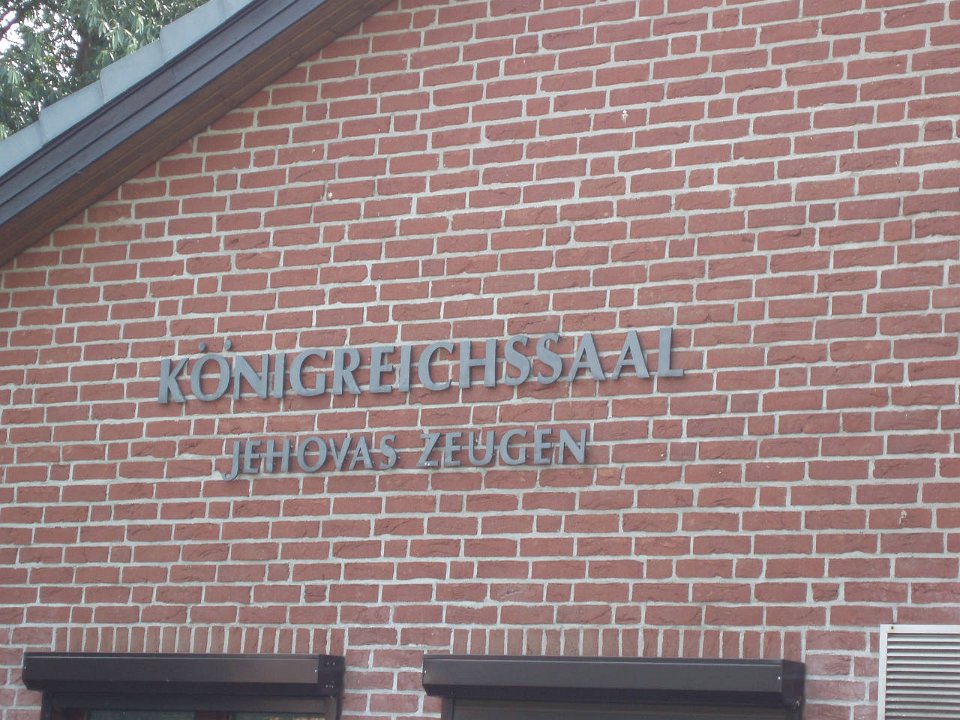 KÖNIGREICHSSAAL
JEHOVAS ZEUGEN